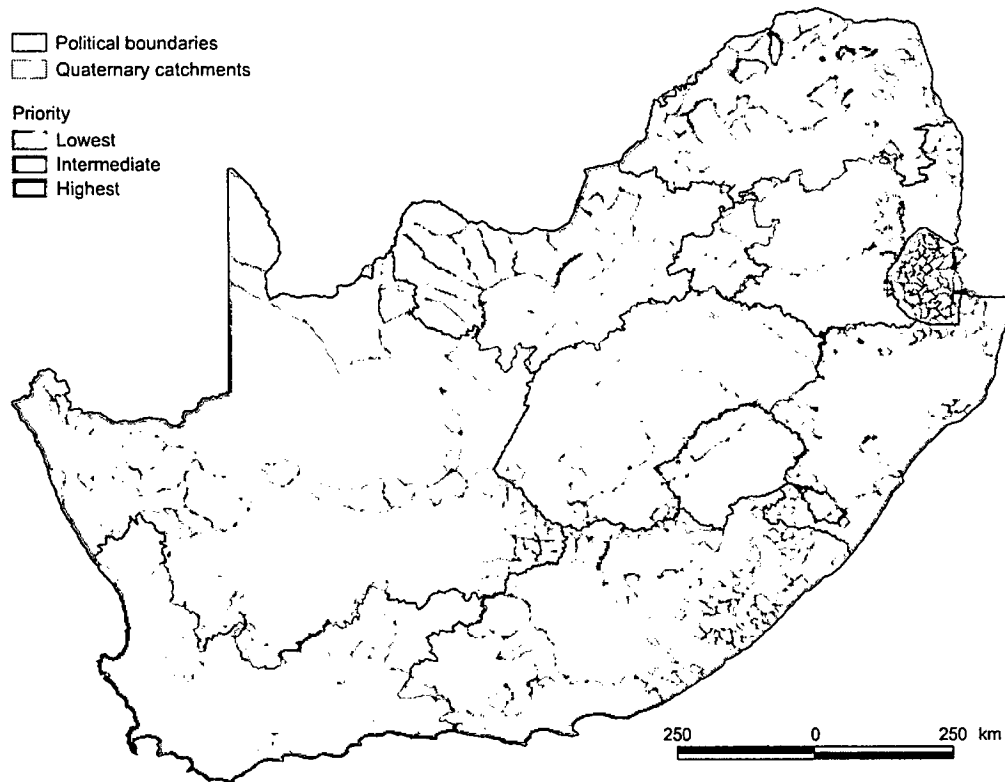 Political boundaries
Quaternary catchments
Priority
Lowest
Intermediate
Highest
250 0 250 km